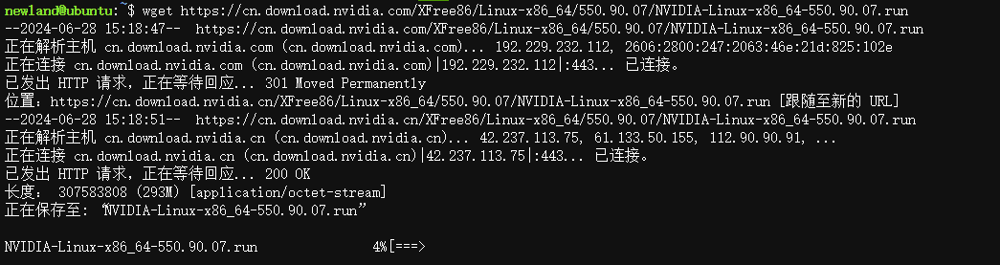 newland@ubuntu:~$ wget https://cn.download.nvidia.com/XFree86/Linux-x86_64/550.90.07/NVIDIA-Linux-x86_64-550.90.07.run
--2024-06-28 15:18:47--  https://cn.download.nvidia.com/XFree86/Linux-x86_64/550.90.07/NVIDIA-Linux-x86_64-550.90.07.run
正在解析主机 cn.download.nvidia.com (cn.download.nvidia.com)... 192.229.232.112, 2606:2800:247:2063:46e:21d:825:102e
正在连接 cn.download.nvidia.com (cn.download.nvidia.com)|192.229.232.112|:443... 已连接。
已发出 HTTP 请求，正在等待回应... 301 Moved Permanently
位置：https://cn.download.nvidia.cn/XFree86/Linux-x86_64/550.90.07/NVIDIA-Linux-x86_64-550.90.07.run [跟随至新的 URL]
--2024-06-28 15:18:51--  https://cn.download.nvidia.cn/XFree86/Linux-x86_64/550.90.07/NVIDIA-Linux-x86_64-550.90.07.run
正在解析主机 cn.download.nvidia.cn (cn.download.nvidia.cn)... 42.237.113.75, 61.133.50.155, 112.90.90.91, ...
正在连接 cn.download.nvidia.cn (cn.download.nvidia.cn)|42.237.113.75|:443... 已连接。
已发出 HTTP 请求，正在等待回应... 200 OK
长度： 307583808 (293M) [application/octet-stream]
正在保存至: “NVIDIA-Linux-x86_64-550.90.07.run”
NVIDIA-Linux-x86_64-550.90.07.run 4%[===>